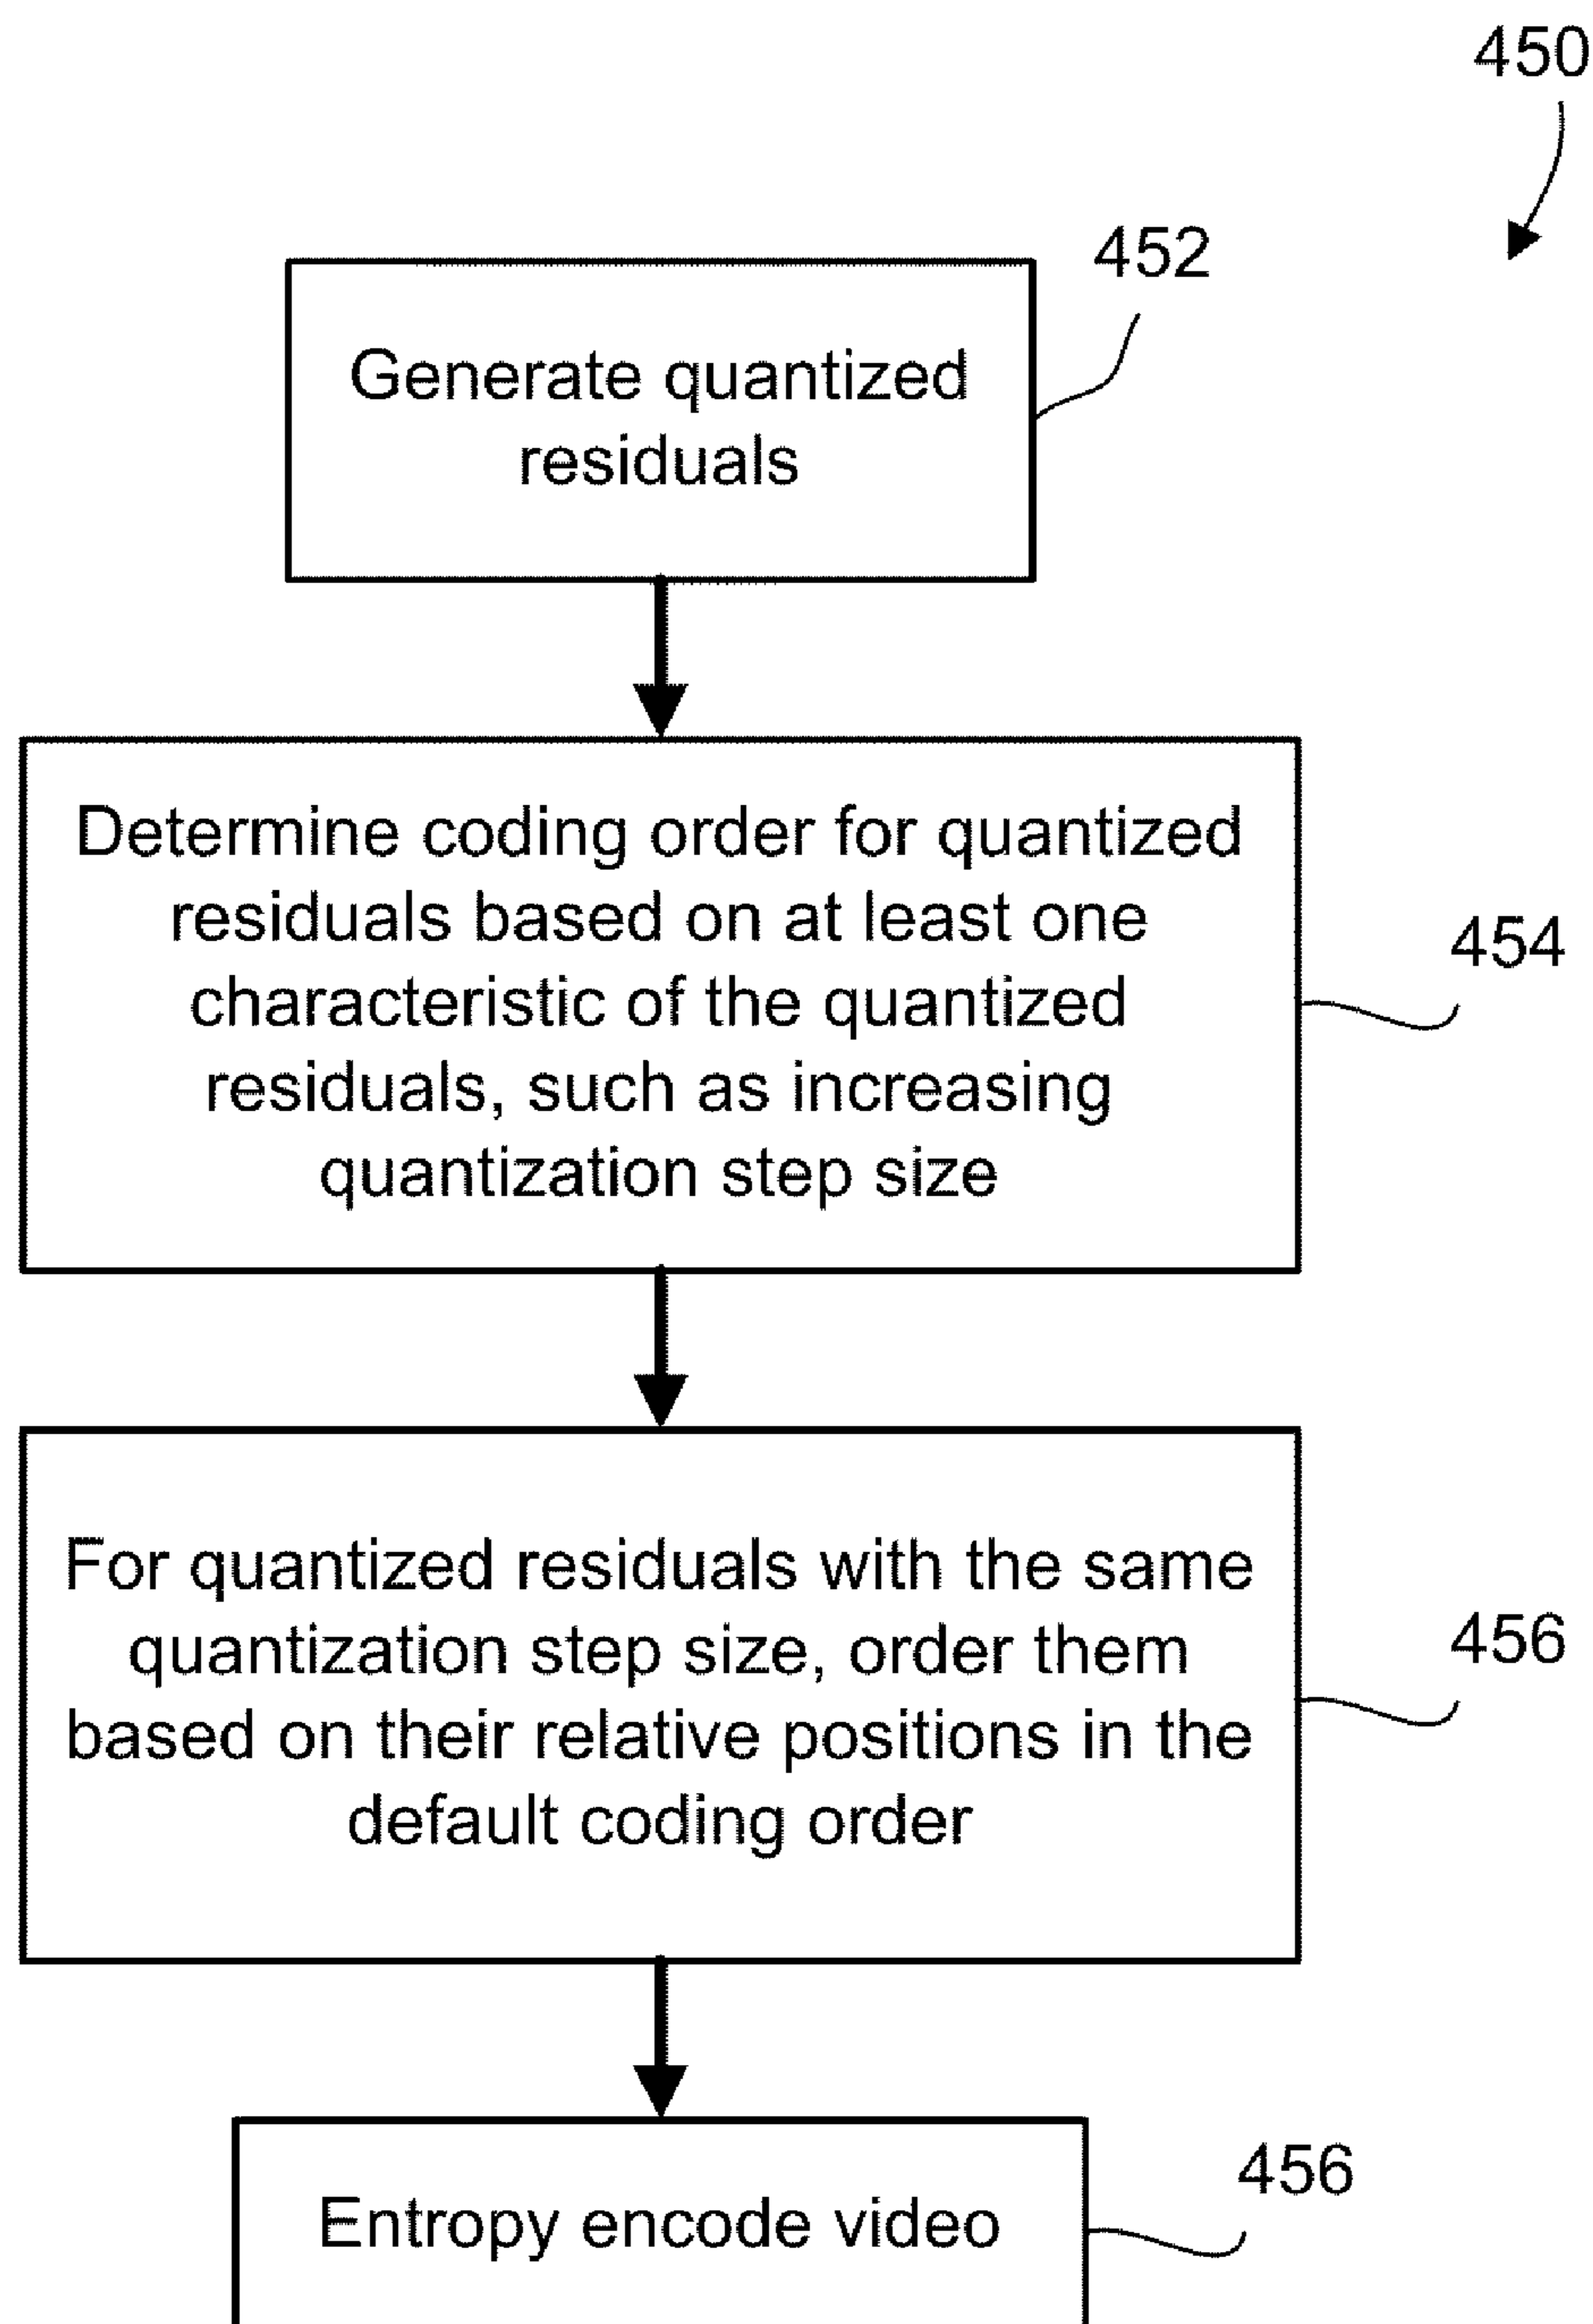 450
452
Generate quantized
residuals
Determine coding order for quantized
residuals based on at least one
characteristic of the quantized
residuals, such as increasing
quantization step size
454
For quantized residuals with the same
quantization step size, order them
based on their relative positions in the
default coding order
456
Entropy encode video
456